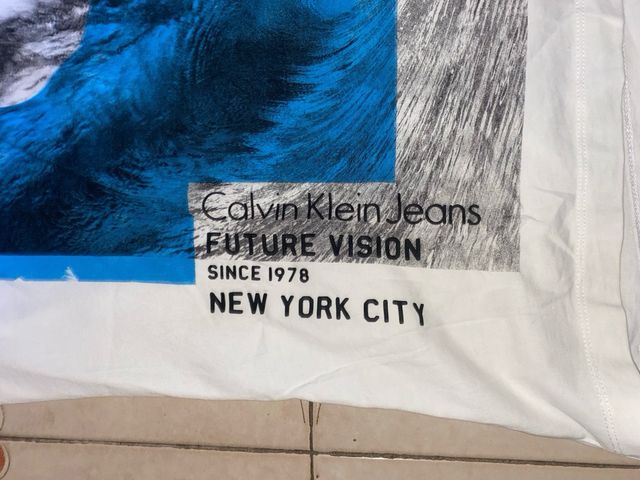 Calvin Klein Jeans
FUTURE VISION
SINCE 1978
NEW YORK CITY